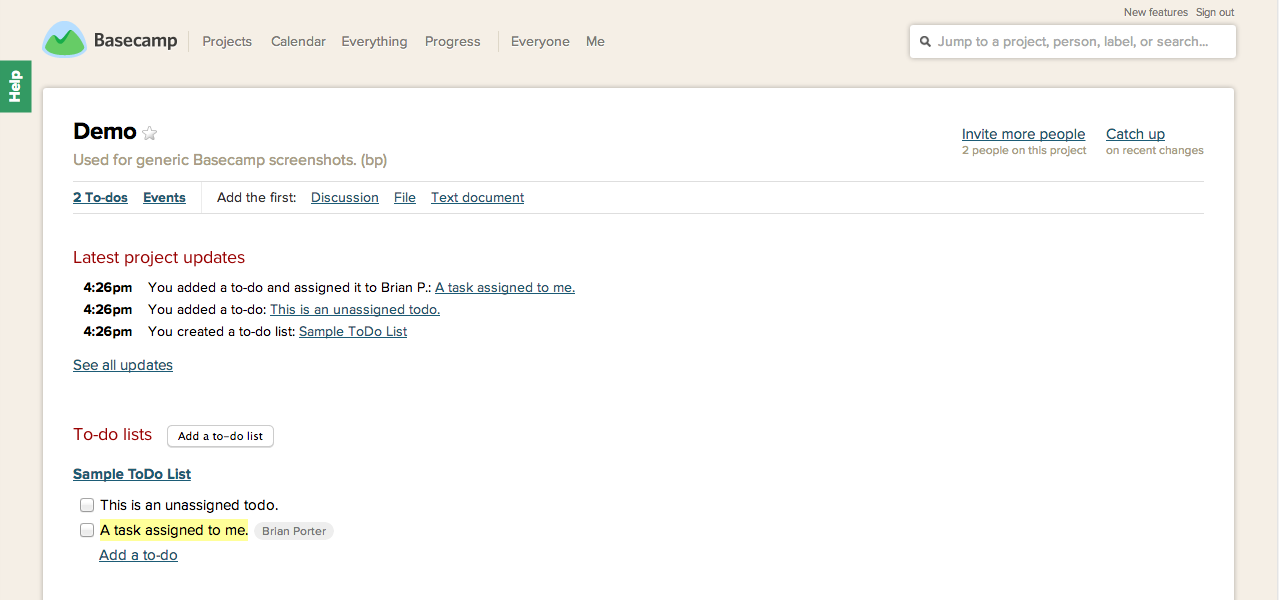 New features Sign out
Basecamp Projects Calendar Everything Progress Everyone Me Jump to a project, person, label, or search...
Help
Demo
Invite more people Catch up
Used for generic Basecamp screenshots. (bp)
2 people on this project on recent changes
2 To-dos Events Add the first: Discussion File Text document
Latest project updates
4:26pm You added a to-do and assigned it to Brian P.: A task assigned to me.
4:26pm You added a to-do: This is an unassigned todo.
4:26pm You created a to-do list: Sample ToDo List
See all updates
To-do lists Add a to-do list
Sample ToDo List
This is an unassigned todo.
A task assigned to me. Brian Porter
Add a to-do